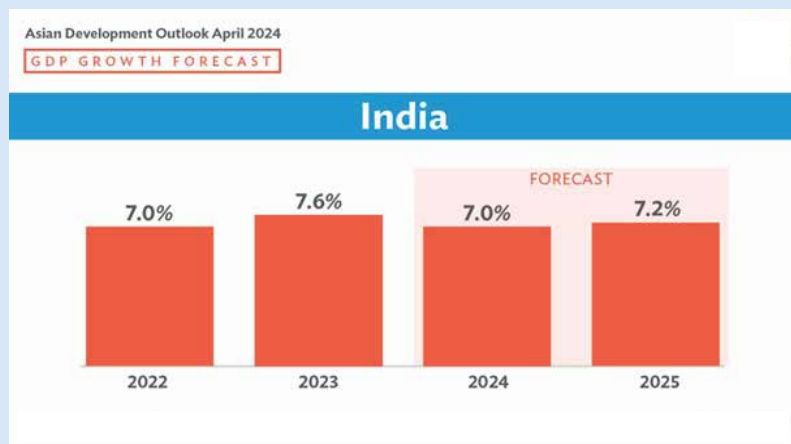 Asian Development Outlook April 2024
GDP GROWTH FORECAST
India
FORECAST
7.0%
7.6%
7.0%
7.2%
2022
2023
2024
2025